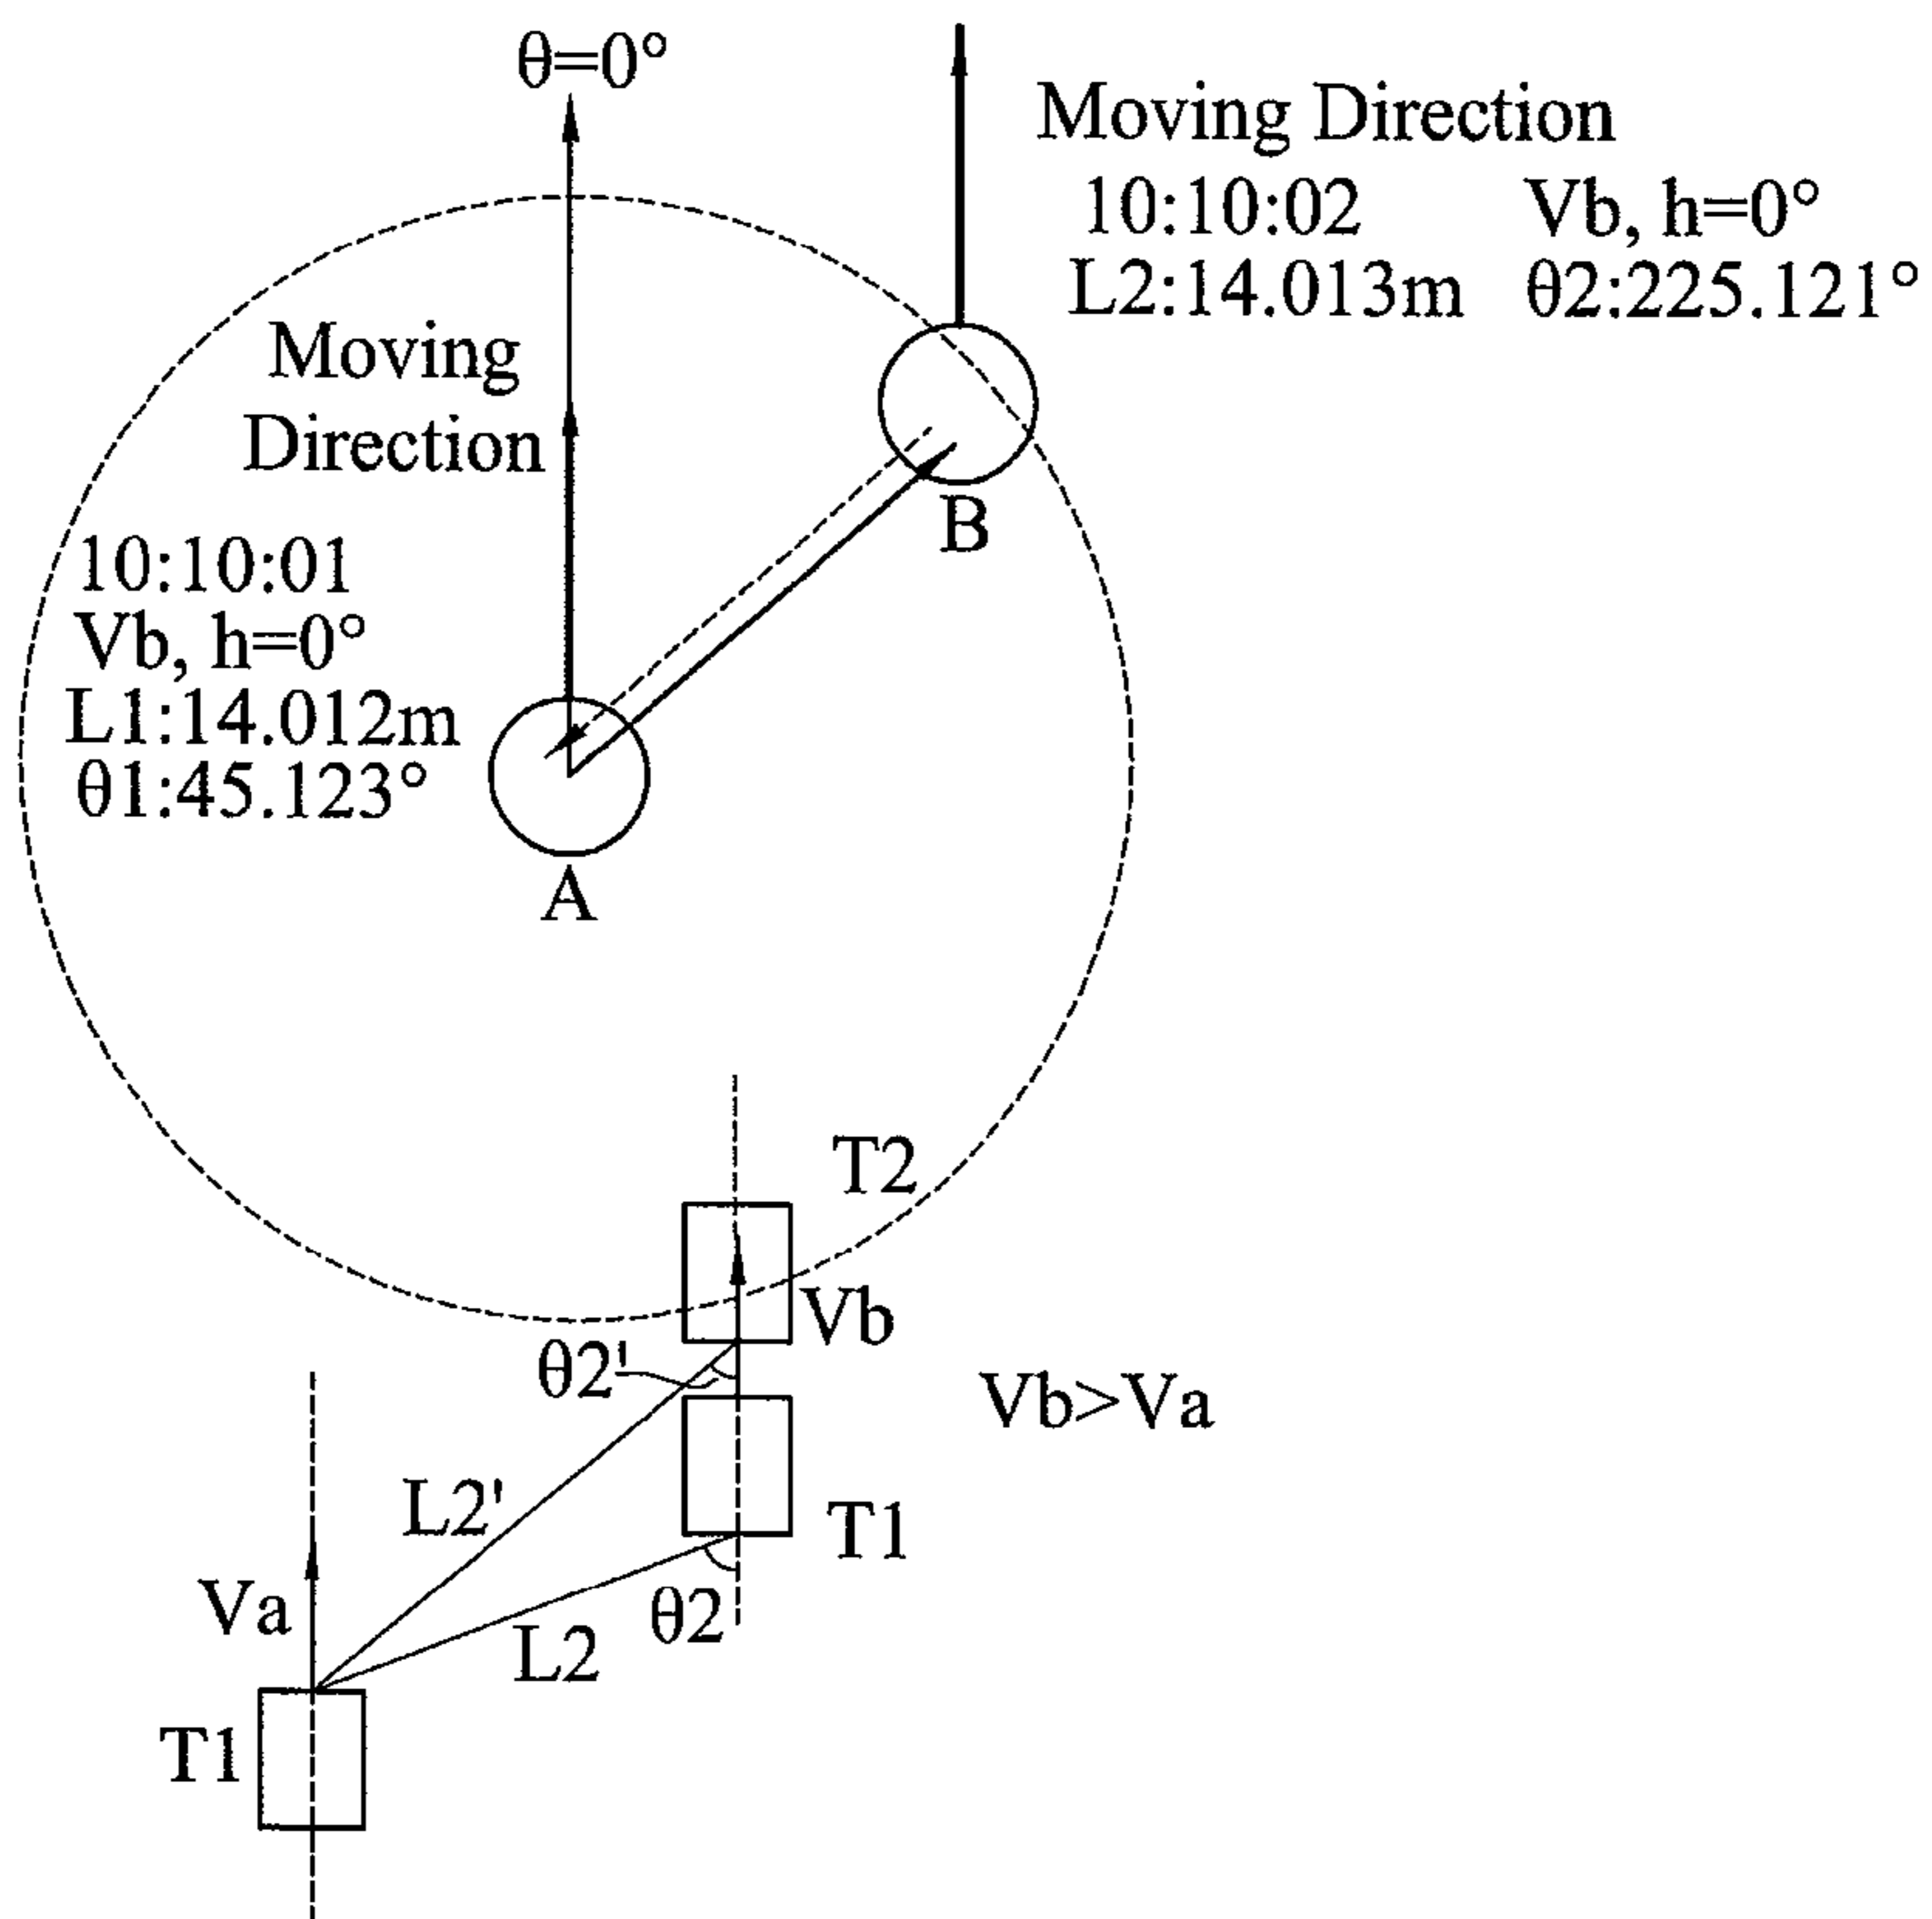 θ=0°
Moving Direction
10:10:02 Vb, h=0°
L2:14.013m θ2:225.121°
Moving
Direction
B
10:10:01
Vb, h=0°
L1:14.012m
θ1:45.123°
A
T2
Vb
θ2'
Vb>Va
L2'
T1
Va
θ2
L2
T1